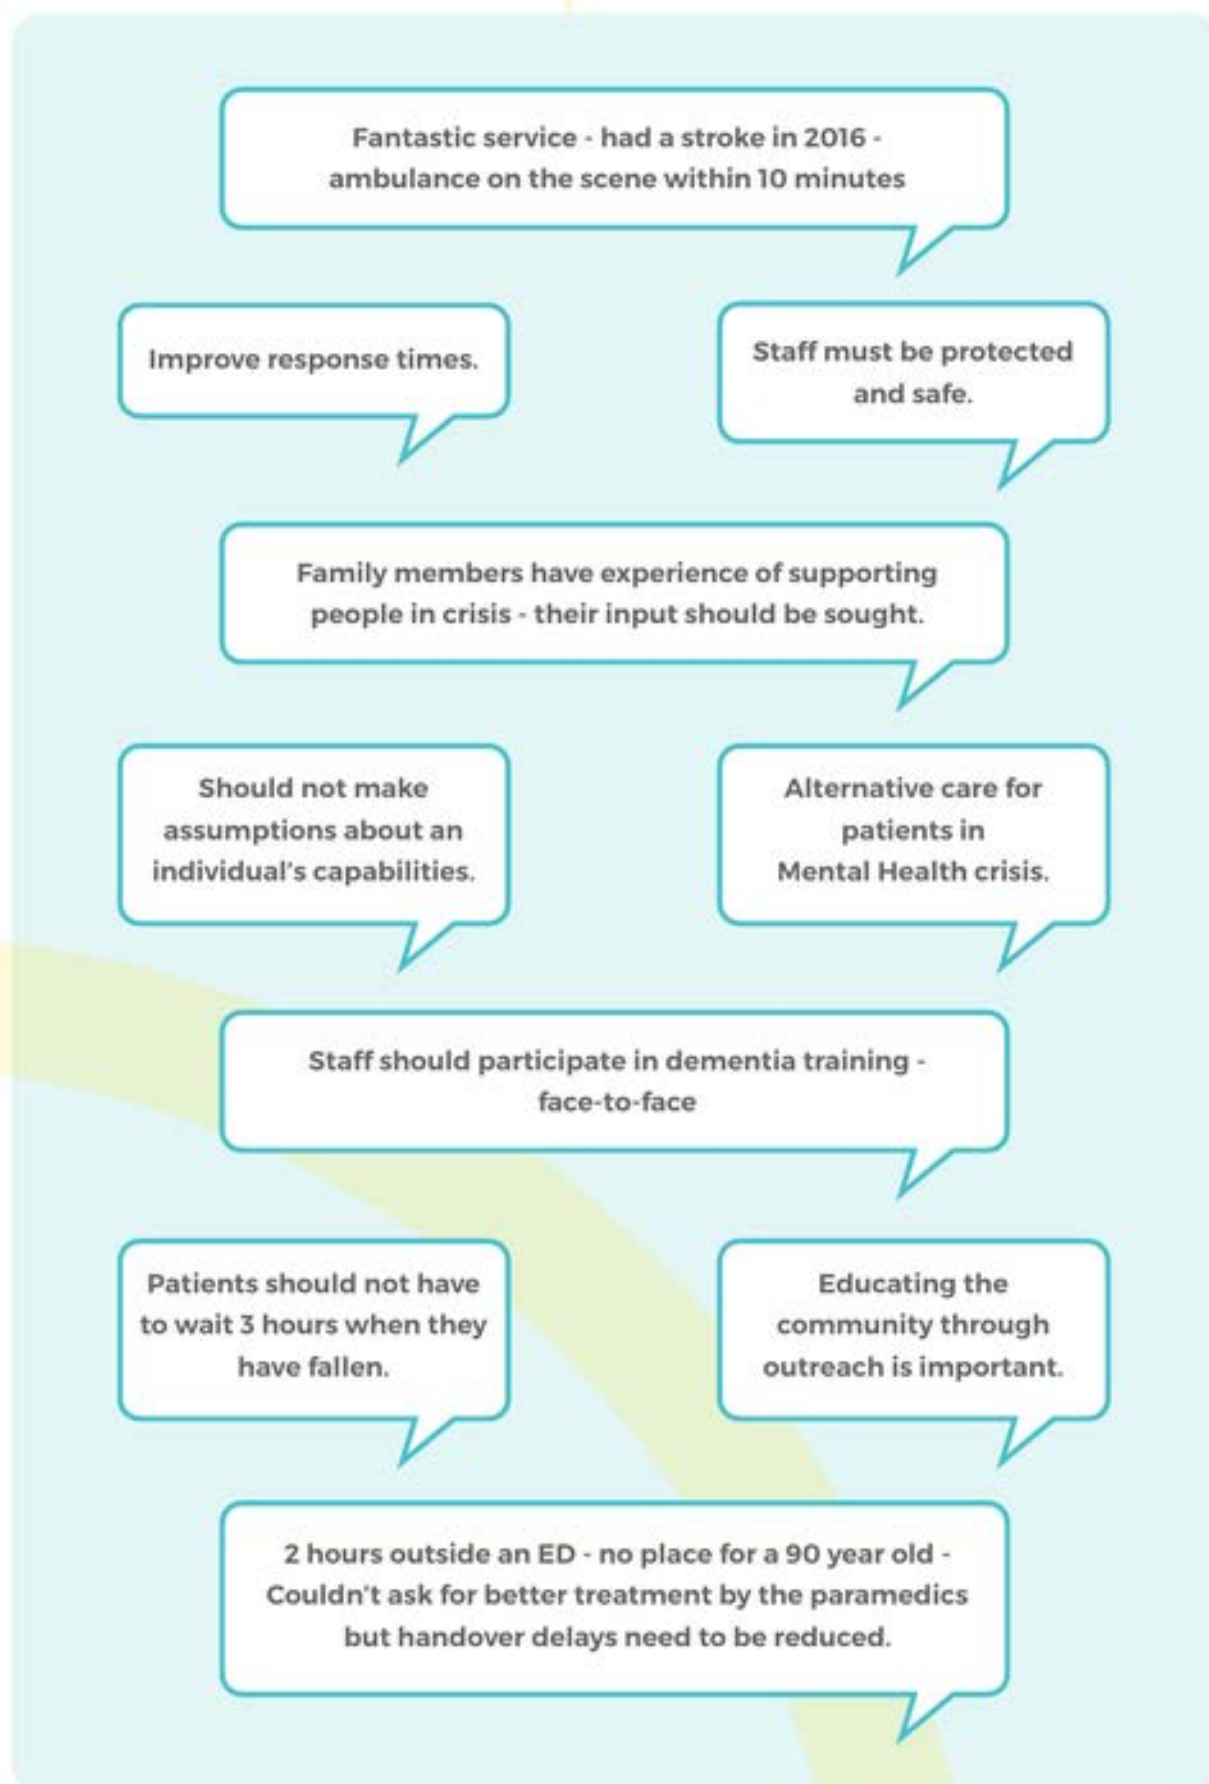 Fantastic service - had a stroke in 2016 -
ambulance on the scene within 10 minutes
Improve response times.
Staff must be protected
and safe.
Family members have experience of supporting
people in crisis - their input should be sought.
Should not make
assumptions about an
individual's capabilities.
Alternative care for
patients in
Mental Health crisis.
Staff should participate in dementia training -
face-to-face
Patients should not have
to wait 3 hours when they
have fallen.
Educating the
community through
outreach is important.
2 hours outside an ED - no place for a 90 year old -
Couldn't ask for better treatment by the paramedics
but handover delays need to be reduced.